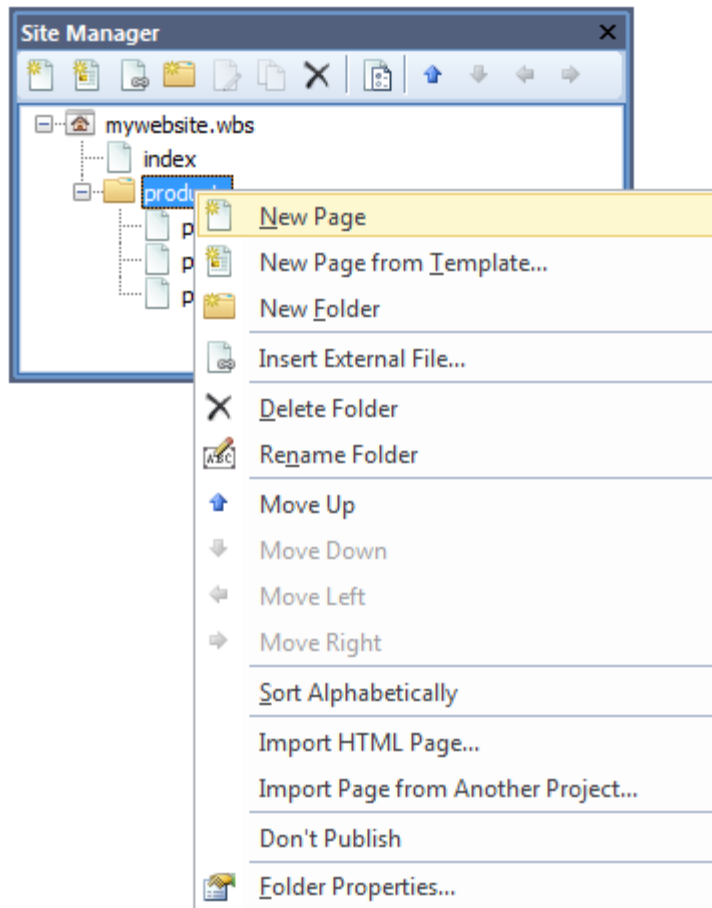 Site Manager
mywebsite.wbs
index
New Page
New Page from Template...
New Folder
Insert External File...
Delete Folder
Rename Folder
Move Up
Move Down
Move Left
Move Right
Sort Alphabetically
Import HTML Page...
Import Page from Another Project...
Don't Publish
Folder Properties...